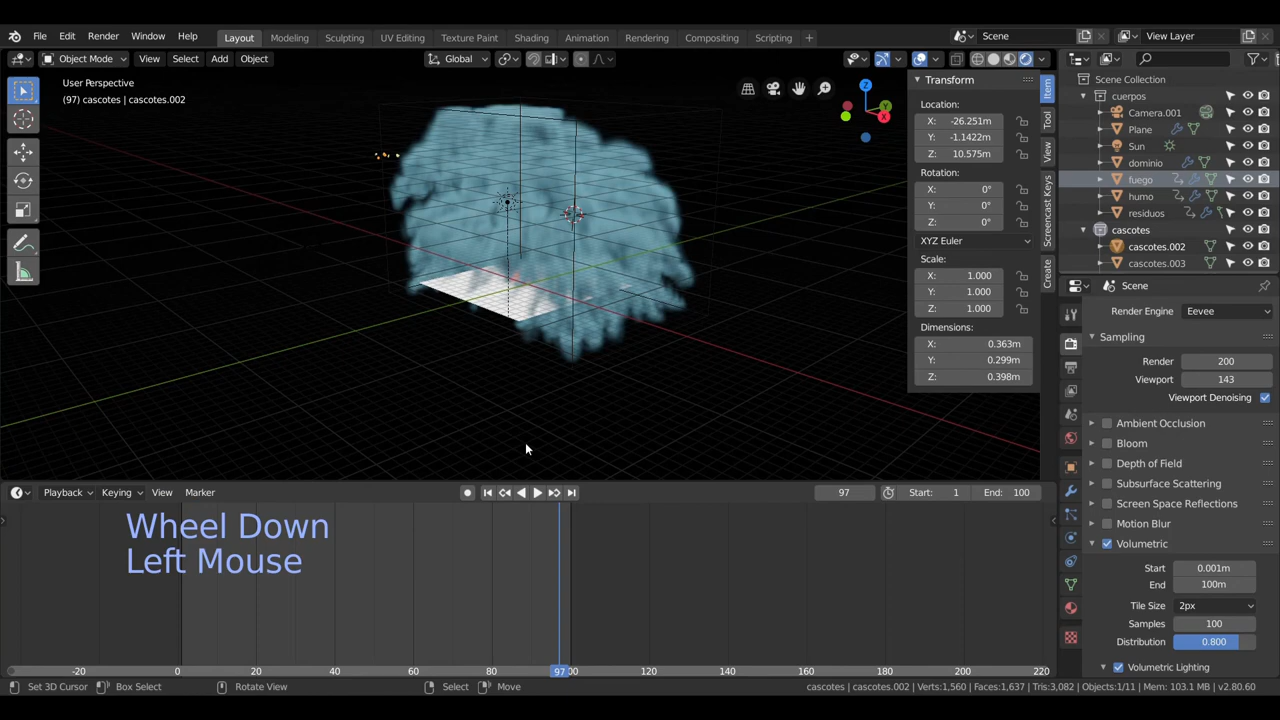 File Edit Render Window Help Layout Modeling Sculpting UV Editing Texture Paint Shading Animation Rendering Compositing Scripting + Scene View Layer
Object Mode View Select Add Object Global
User Perspective
(97) cascotes | cascotes.002
Transform
Location:
X: -26.251m
Y: -1.1422m
Z: 10.575m
Rotation:
X: 0°
Y: 0°
Z: 0°
XYZ Euler
Scale:
X: 1.000
Y: 1.000
Z: 1.000
Dimensions:
X: 0.363m
Y: 0.299m
Z: 0.398m
Item
Tool
View
Screencast Keys
Create
Z
Y
X
Scene Collection
cuerpos
Camera.001
Plane
Sun
dominio
fuego
humo
residuos
cascotes
cascotes.002
cascotes.003
Scene
Render Engine Eevee
Sampling
Render 200
Viewport 143
Viewport Denoising
Ambient Occlusion
Bloom
Depth of Field
Subsurface Scattering
Screen Space Reflections
Motion Blur
Volumetric
Start 0.001m
End 100m
Tile Size 2px
Samples 100
Distribution 0.800
Volumetric Lighting
Playback Keying View Marker 97 Start: 1 End: 100
Wheel Down
Left Mouse
-20 0 20 40 60 80 97 00 120 140 160 180 200 220
Set 3D Cursor Box Select Rotate View Select Move cascotes | cascotes.002 | Verts:1,560 | Faces:1,637 | Tris:3,082 | Objects:1/11 | Mem: 103.1 MB | v2.80.60